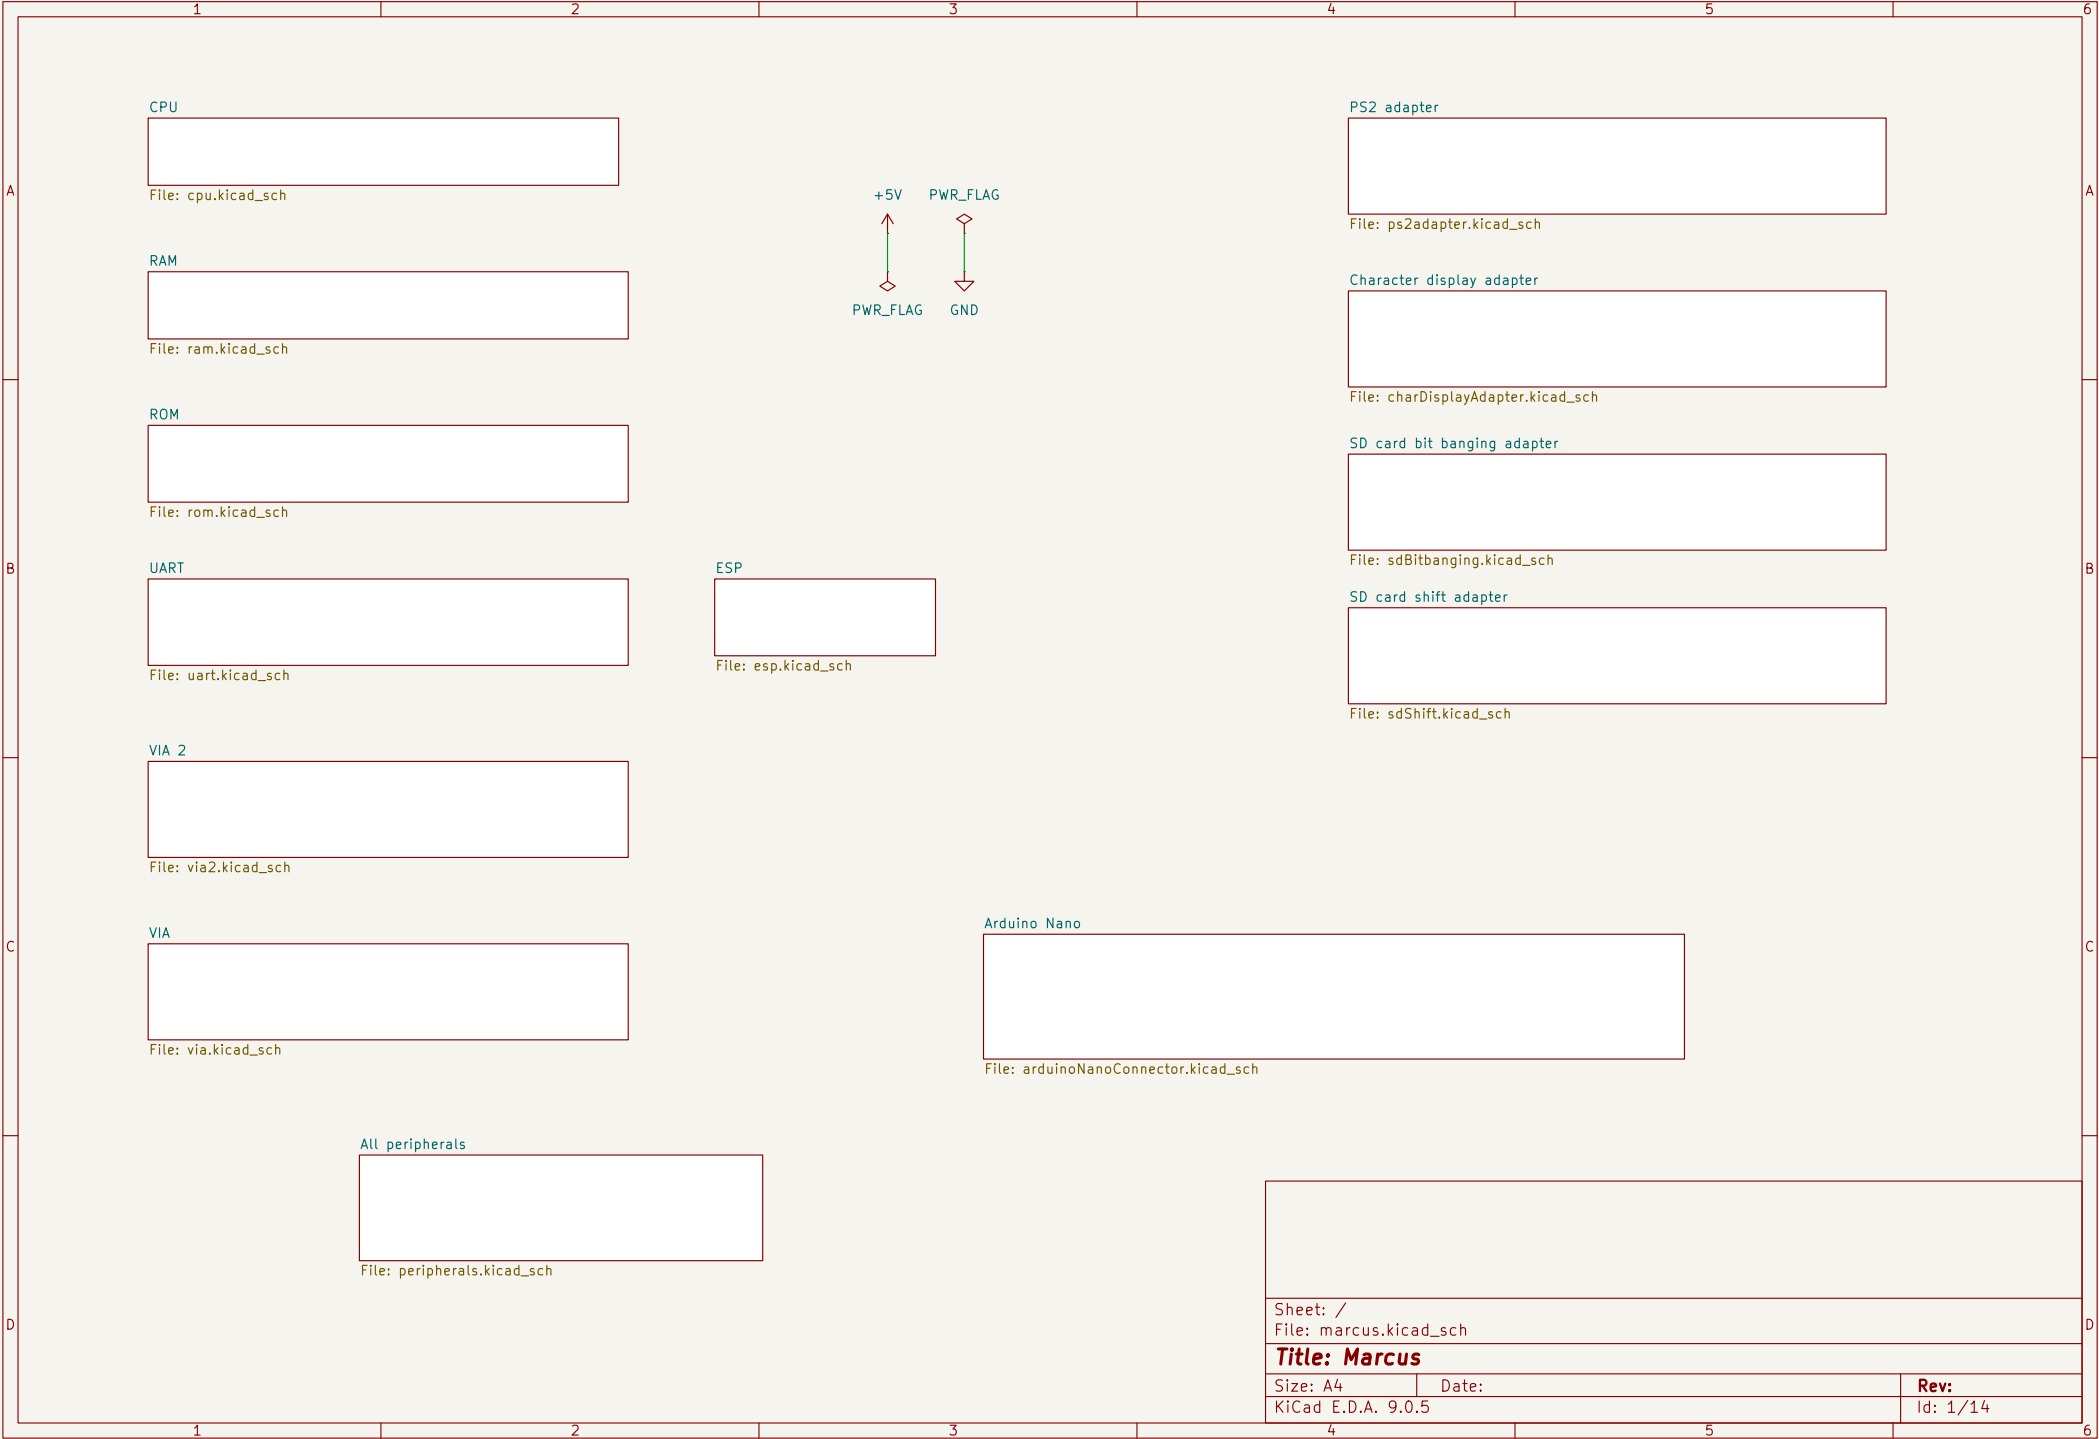 1 2 3 4 5 6
CPU
File: cpu.kicad_sch
RAM
File: ram.kicad_sch
ROM
File: rom.kicad_sch
UART
File: uart.kicad_sch
VIA 2
File: via2.kicad_sch
VIA
File: via.kicad_sch
All peripherals
File: peripherals.kicad_sch
+5V PWR_FLAG
PWR_FLAG GND
ESP
File: esp.kicad_sch
Arduino Nano
File: arduinoNanoConnector.kicad_sch
PS2 adapter
File: ps2adapter.kicad_sch
Character display adapter
File: charDisplayAdapter.kicad_sch
SD card bit banging adapter
File: sdBitbanging.kicad_sch
SD card shift adapter
File: sdShift.kicad_sch
A A
B B
C C
D D
Sheet: /
File: marcus.kicad_sch
Title: Marcus
Size: A4 Date: Rev:
KiCad E.D.A. 9.0.5 Id: 1/14
1 2 3 4 5 6